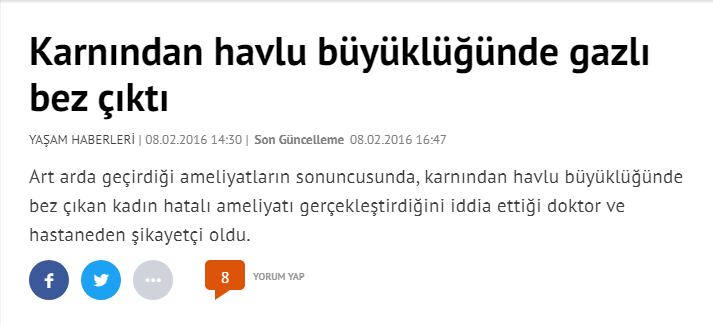 Karnından havlu büyüklüğünde gazlı
bez çıktı
YAŞAM HABERLERİ | 08.02.2016 14:30 | Son Güncelleme 08.02.2016 16:47
Art arda geçirdiği ameliyatların sonuncusunda, karnından havlu büyüklüğünde
bez çıkan kadın hatalı ameliyatı gerçekleştirdiğini iddia ettiği doktor ve
hastaneden şikayetçi oldu.
8 YORUM YAP